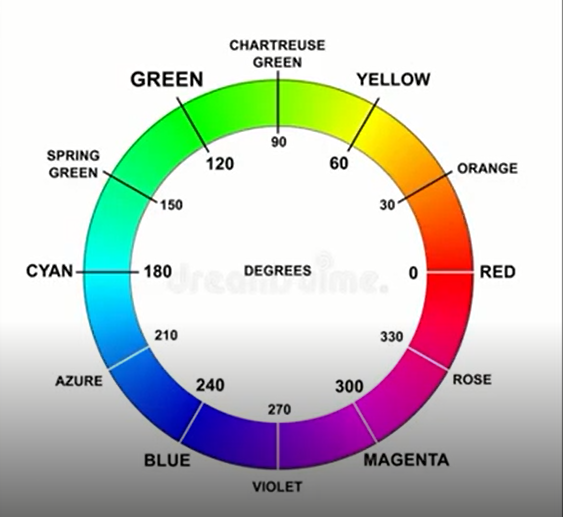 CHARTREUSE
GREEN
GREEN
YELLOW
90
120
60
SPRING
GREEN
ORANGE
150
30
CYAN
180
DEGREES
0
RED
dreamstime.
210
330
AZURE
ROSE
240
300
270
BLUE
MAGENTA
VIOLET